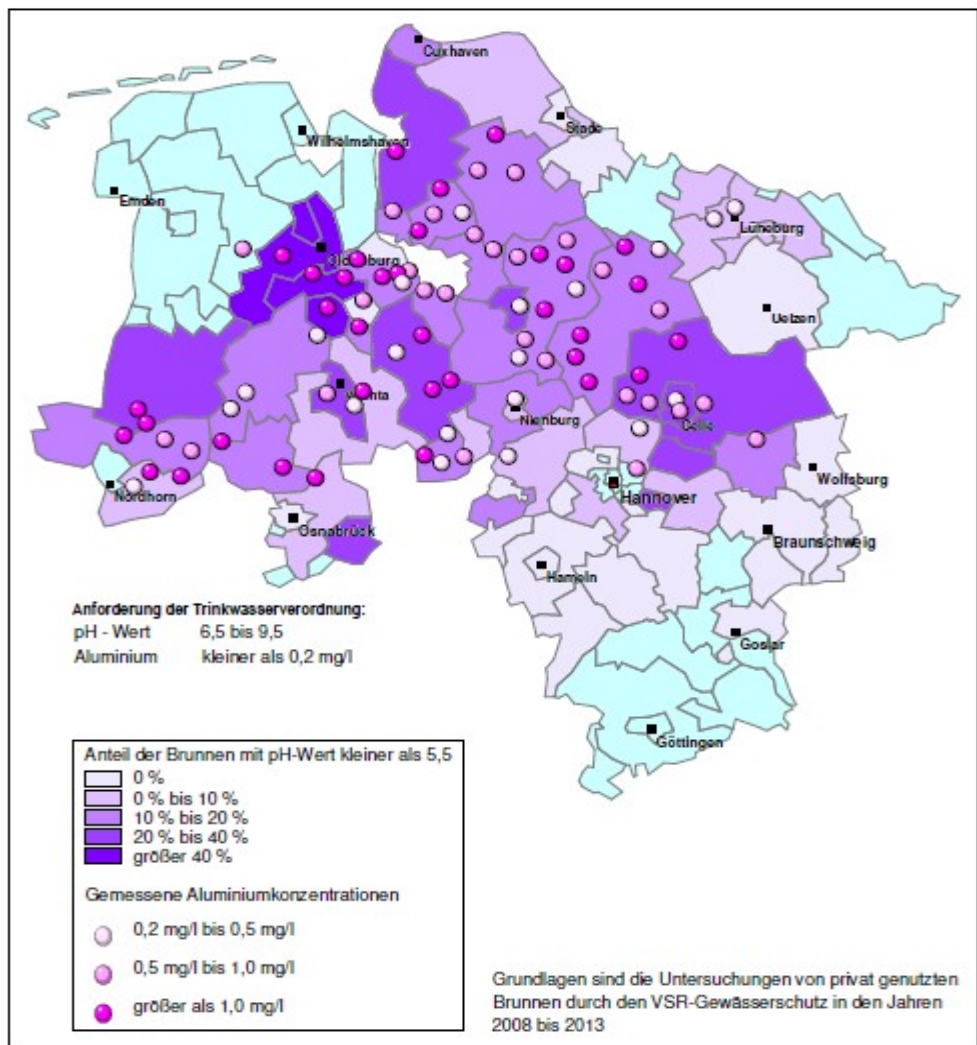 Cuxhaven
Stade
Wilhelmshaven
Emden
Lüneburg
Oldenburg
Uelzen
Vechta
Nienburg
Celle
Nordhorn
Hannover
Wolfsburg
Osnabrück
Braunschweig
Hameln
Anforderung der Trinkwasserverordnung:
pH - Wert 6,5 bis 9,5
Aluminium kleiner als 0,2 mg/l
Goslar
Göttingen
Anteil der Brunnen mit pH-Wert kleiner als 5,5
0 %
0 % bis 10 %
10 % bis 20 %
20 % bis 40 %
größer 40 %
Gemessene Aluminiumkonzentrationen
0,2 mg/l bis 0,5 mg/l
0,5 mg/l bis 1,0 mg/l
größer als 1,0 mg/l
Grundlagen sind die Untersuchungen von privat genutzten
Brunnen durch den VSR-Gewässerschutz in den Jahren
2008 bis 2013